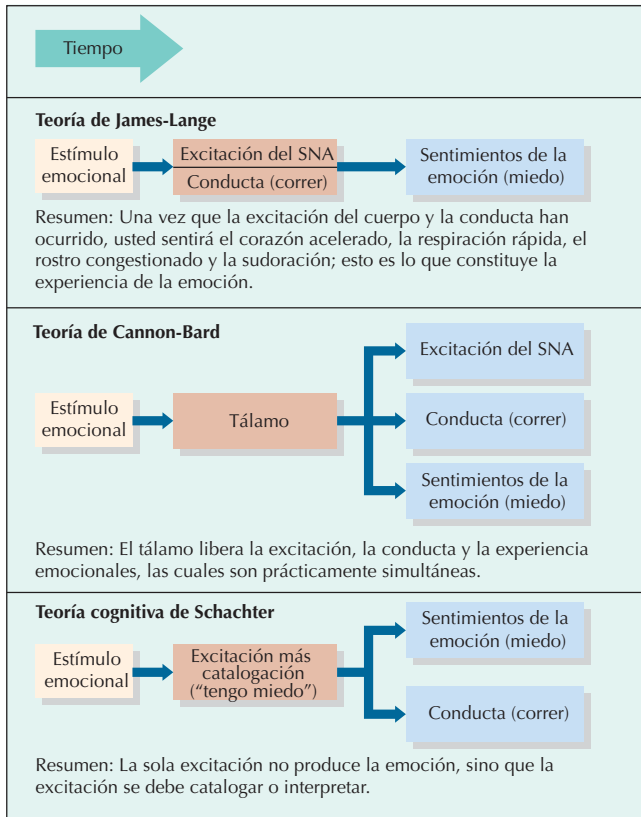 Tiempo
Teoría de James-Lange
Estímulo
emocional
Excitación del SNA
Conducta (correr)
Sentimientos de la
emoción (miedo)
Resumen: Una vez que la excitación del cuerpo y la conducta han
ocurrido, usted sentirá el corazón acelerado, la respiración rápida, el
rostro congestionado y la sudoración; esto es lo que constituye la
experiencia de la emoción.
Teoría de Cannon-Bard
Estímulo
emocional
Tálamo
Excitación del SNA
Conducta (correr)
Sentimientos de la
emoción (miedo)
Resumen: El tálamo libera la excitación, la conducta y la experiencia
emocionales, las cuales son prácticamente simultáneas.
Teoría cognitiva de Schachter
Estímulo
emocional
Excitación más
catalogación
(“tengo miedo”)
Sentimientos de la
emoción (miedo)
Conducta (correr)
Resumen: La sola excitación no produce la emoción, sino que la
excitación se debe catalogar o interpretar.